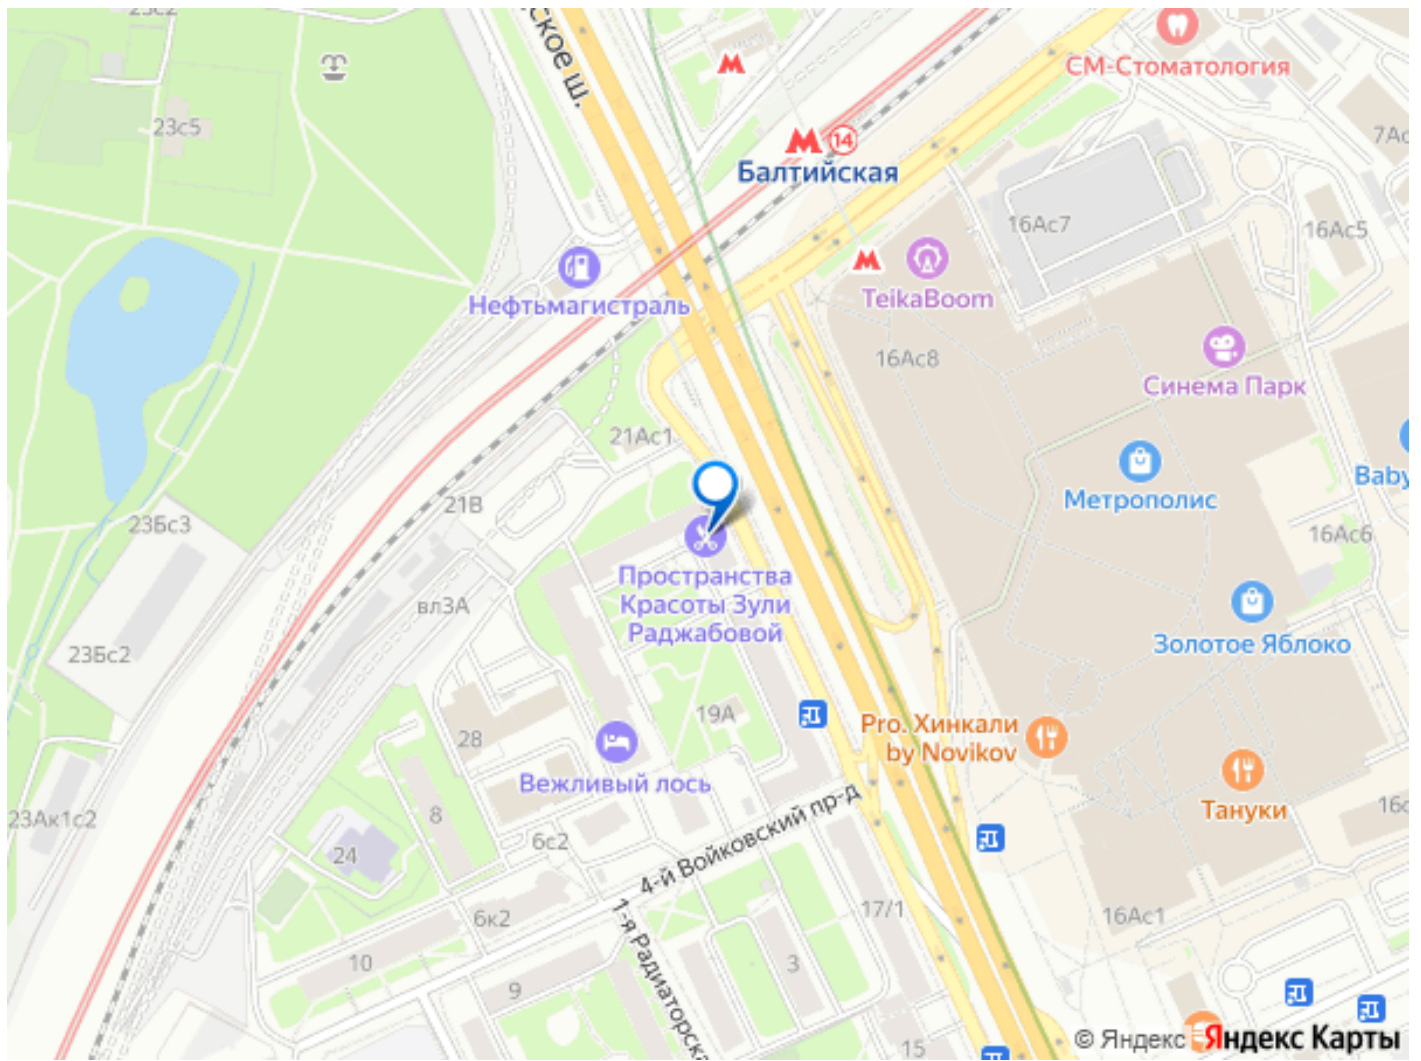 23с2
ское ш.
СМ-Стоматология
23с5
7Ас
14
Балтийская
16Ас7
16Ас5
Нефтьмагистраль
TeikaBoom
16Ас8
Синема Парк
21Ас1
Метрополис
Baby
21В
23Бс3
16Ас6
Пространства
Красоты Зули
Раджабовой
вл3А
Золотое Яблоко
23Бс2
19А
Pro. Хинкали
by Novikov
28
Вежливый лось
Тануки
23Ак1с2
8
6с2
4-й Войковский пр-д
24
16с
6к2
1-я Радиаторска
17/1
16Ас1
10
3
9
15
© Яндекс
Яндекс Карты